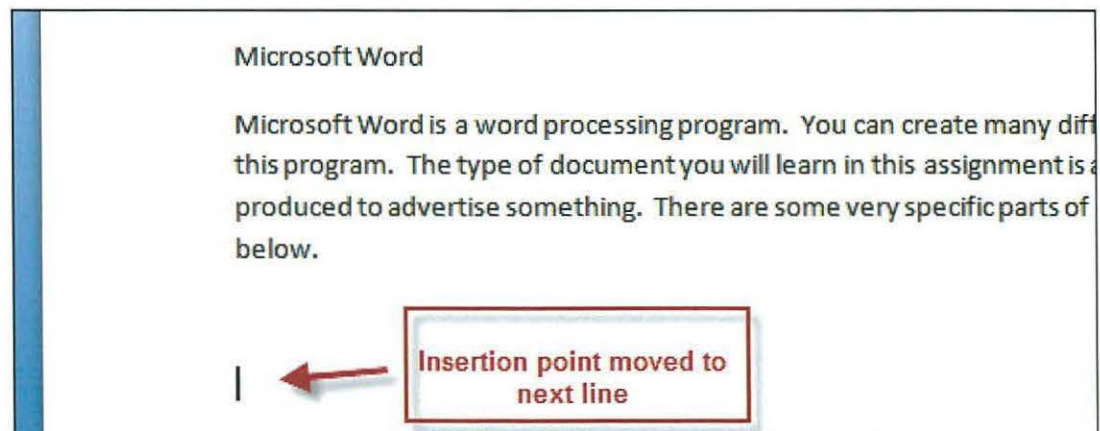 Microsoft Word
Microsoft Word is a word processing program.  You can create many diff
this program.  The type of document you will learn in this assignment is a
produced to advertise something.  There are some very specific parts of
below.
Insertion point moved to
next line